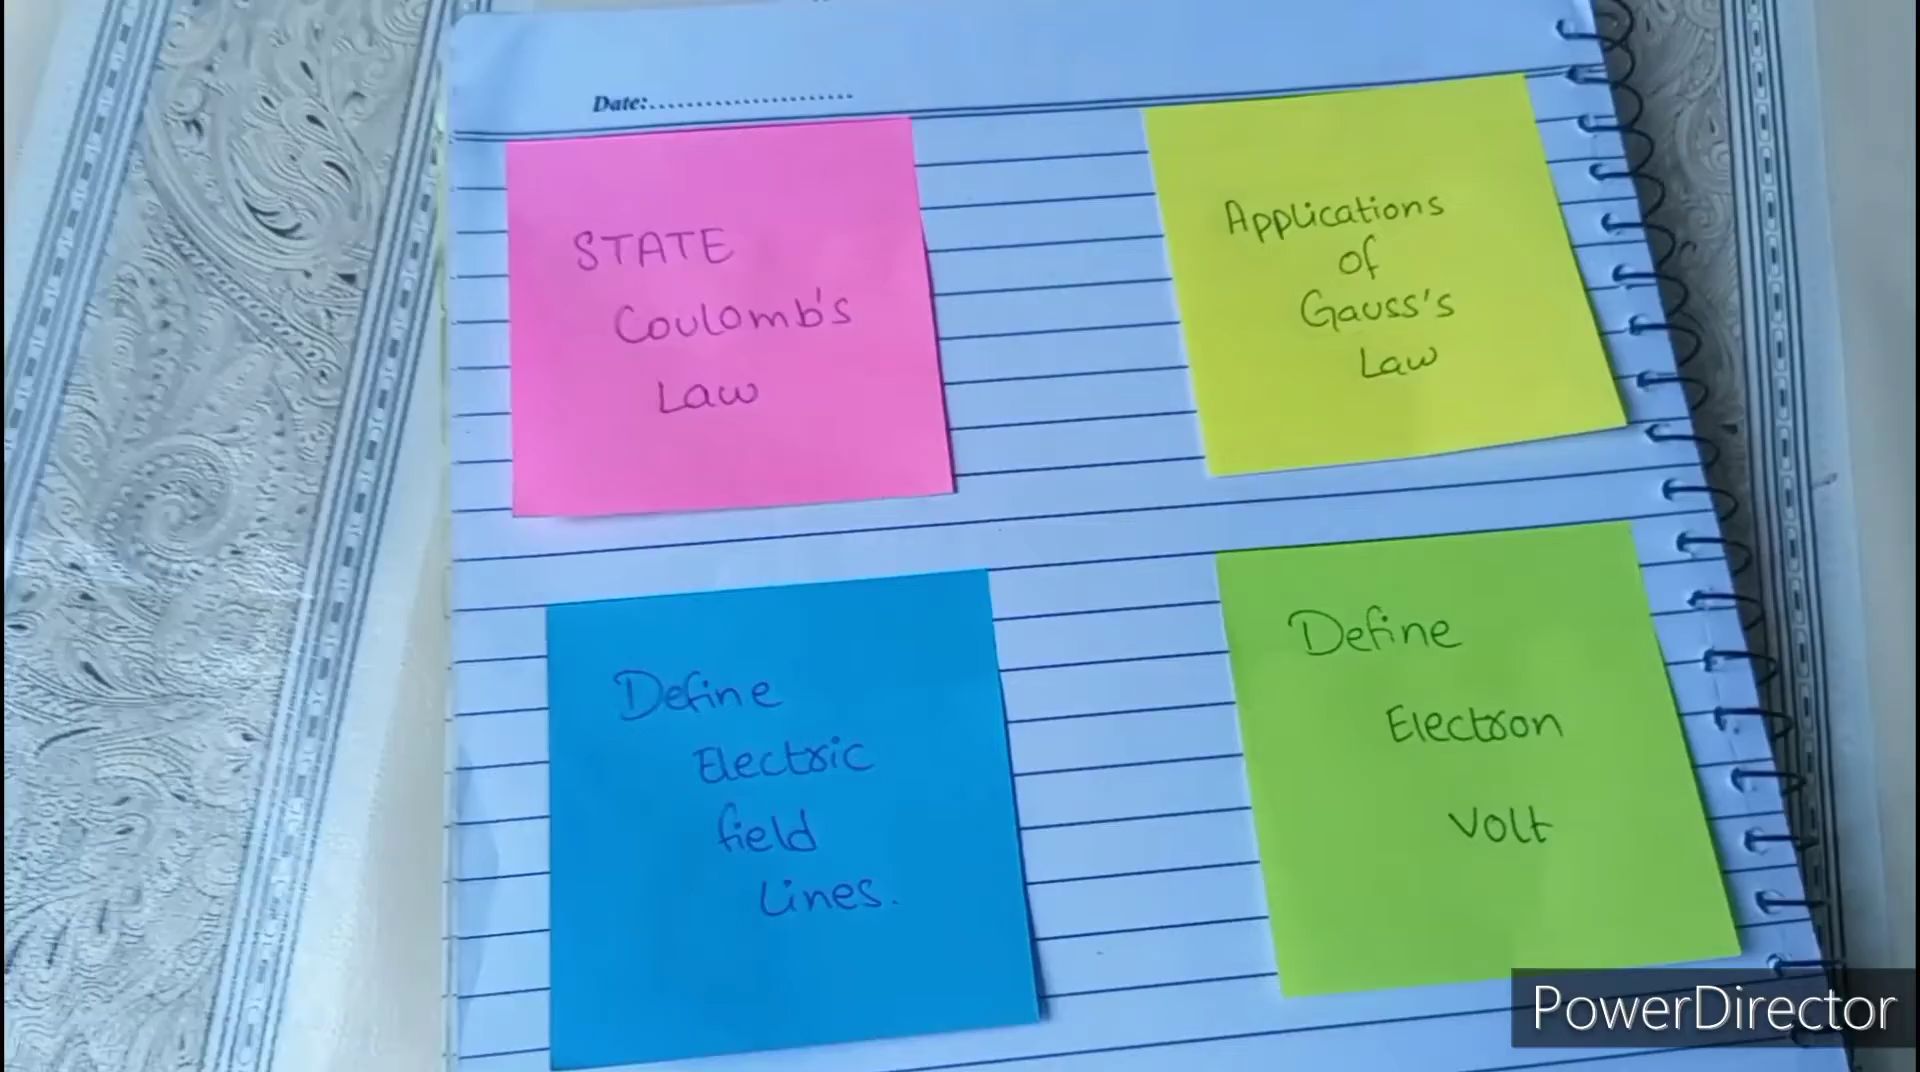 Date:......................
STATE
Coulomb's
Law
Applications
of
Gauss's
Law
Define
Electric
field
Lines.
Define
Electron
Volt
PowerDirector